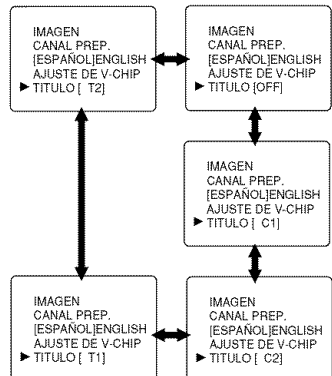 IMAGEN
CANAL PREP.
[ESPAÑOL]ENGLISH
AJUSTE DE V-CHIP
► TITULO [ T2]
IMAGEN
CANAL PREP.
[ESPAÑOL]ENGLISH
AJUSTE DE V-CHIP
► TITULO [OFF]
IMAGEN
CANAL PREP.
[ESPAÑOL]ENGLISH
AJUSTE DE V-CHIP
► TITULO [ C1]
IMAGEN
CANAL PREP.
[ESPAÑOL]ENGLISH
AJUSTE DE V-CHIP
► TITULO [ T1]
IMAGEN
CANAL PREP.
[ESPAÑOL]ENGLISH
AJUSTE DE V-CHIP
► TITULO [ C2]